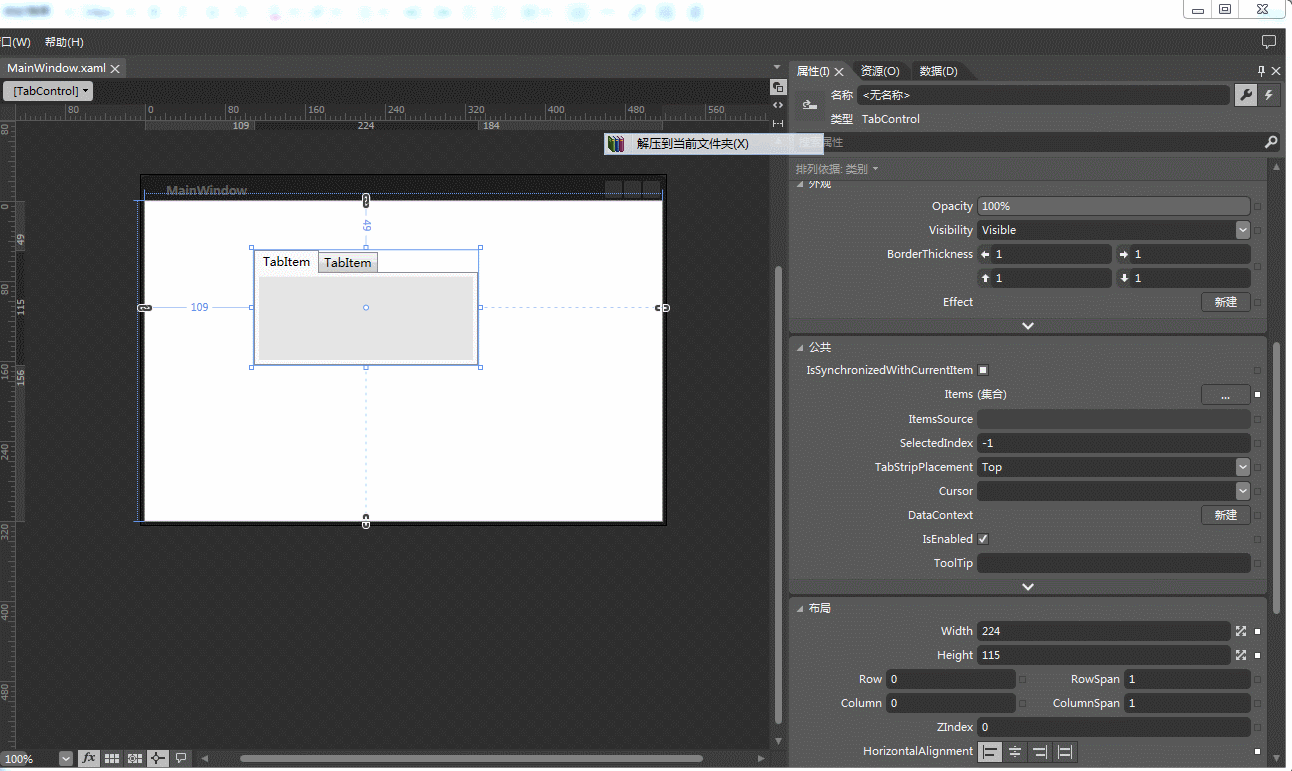 口(W) 帮助(H)
MainWindow.xaml
[TabControl]
80 0 80 160 240 320 400 480 560
109 224 184
80
0
49
80
115
160
156
240
320
400
480
MainWindow
49
TabItem TabItem
109
100%
fx
解压到当前文件夹(X)
属性(I) 资源(O) 数据(D)
名称 <无名称>
类型 TabControl
属性
排列依据: 类别
外观
Opacity 100%
Visibility Visible
BorderThickness 1 1
1 1
Effect 新建
公共
IsSynchronizedWithCurrentItem
Items (集合) ...
ItemsSource
SelectedIndex -1
TabStripPlacement Top
Cursor
DataContext 新建
IsEnabled
ToolTip
布局
Width 224
Height 115
Row 0 RowSpan 1
Column 0 ColumnSpan 1
ZIndex 0
HorizontalAlignment